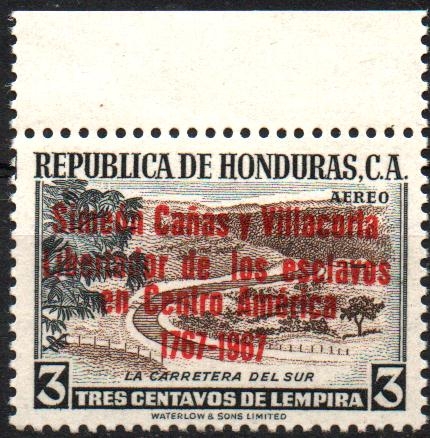 REPUBLICA DE HONDURAS, C.A.
AEREO
Simeón Cañas y Villacorta
Libertador de los esclavos
en Centro América
1767-1967
LA CARRETERA DEL SUR
3 TRES CENTAVOS DE LEMPIRA 3
WATERLOW & SONS LIMITED